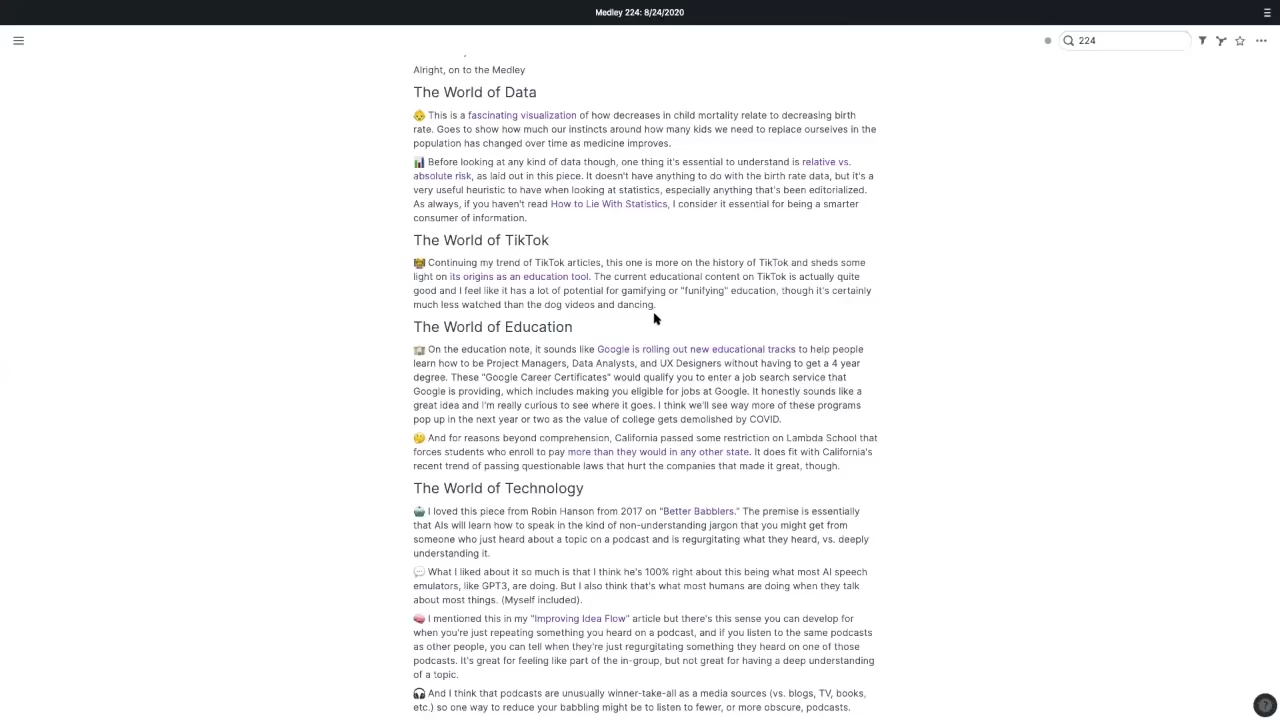 Medley 224: 8/24/2020
224
Alright, on to the Medley
The World of Data
This is a fascinating visualization of how decreases in child mortality relate to decreasing birth
rate. Goes to show how much our instincts around how many kids we need to replace ourselves in the
population has changed over time as medicine improves.
Before looking at any kind of data though, one thing it's essential to understand is relative vs.
absolute risk, as laid out in this piece. It doesn't have anything to do with the birth rate data, but it's a
very useful heuristic to have when looking at statistics, especially anything that's been editorialized.
As always, if you haven't read How to Lie With Statistics, I consider it essential for being a smarter
consumer of information.
The World of TikTok
Continuing my trend of TikTok articles, this one is more on the history of TikTok and sheds some
light on its origins as an education tool. The current educational content on TikTok is actually quite
good and I feel like it has a lot of potential for gamifying or "funifying" education, though it's certainly
much less watched than the dog videos and dancing.
The World of Education
On the education note, it sounds like Google is rolling out new educational tracks to help people
learn how to be Project Managers, Data Analysts, and UX Designers without having to get a 4 year
degree. These "Google Career Certificates" would qualify you to enter a job search service that
Google is providing, which includes making you eligible for jobs at Google. It honestly sounds like a
great idea and I'm really curious to see where it goes. I think we'll see way more of these programs
pop up in the next year or two as the value of college gets demolished by COVID.
And for reasons beyond comprehension, California passed some restriction on Lambda School that
forces students who enroll to pay more than they would in any other state. It does fit with California's
recent trend of passing questionable laws that hurt the companies that made it great, though.
The World of Technology
I loved this piece from Robin Hanson from 2017 on "Better Babblers." The premise is essentially
that AIs will learn how to speak in the kind of non-understanding jargon that you might get from
someone who just heard about a topic on a podcast and is regurgitating what they heard, vs. deeply
understanding it.
What I liked about it so much is that I think he's 100% right about this being what most AI speech
emulators, like GPT3, are doing. But I also think that's what most humans are doing when they talk
about most things. (Myself included).
I mentioned this in my "Improving Idea Flow" article but there's this sense you can develop for
when you're just repeating something you heard on a podcast, and if you listen to the same podcasts
as other people, you can tell when they're just regurgitating something they heard on one of those
podcasts. It's great for feeling like part of the in-group, but not great for having a deep understanding
of a topic.
And I think that podcasts are unusually winner-take-all as a media sources (vs. blogs, TV, books,
etc.) so one way to reduce your babbling might be to listen to fewer, or more obscure, podcasts.
?